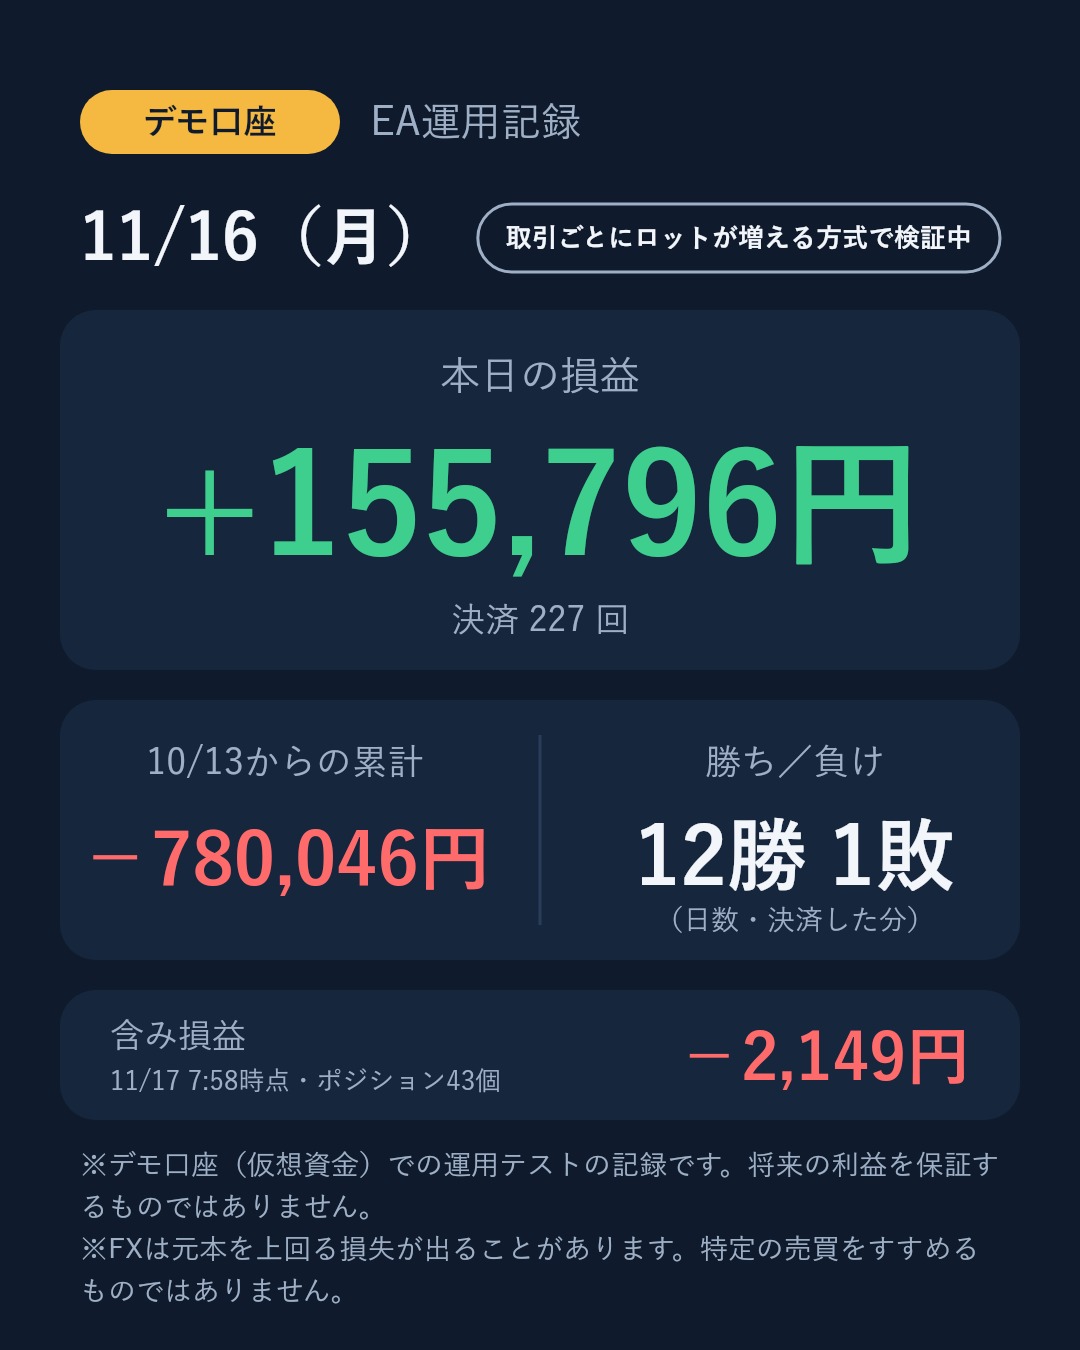 デモ口座 EA運用記録
11/16（月） 取引ごとにロットが増える方式で検証中
本日の損益
＋155,796円
決済 227 回
10/13からの累計
－780,046円
勝ち／負け
12勝 1敗
（日数・決済した分）
含み損益
11/17 7:58時点・ポジション43個
－2,149円
※デモ口座（仮想資金）での運用テストの記録です。将来の利益を保証す
るものではありません。
※FXは元本を上回る損失が出ることがあります。特定の売買をすすめる
ものではありません。